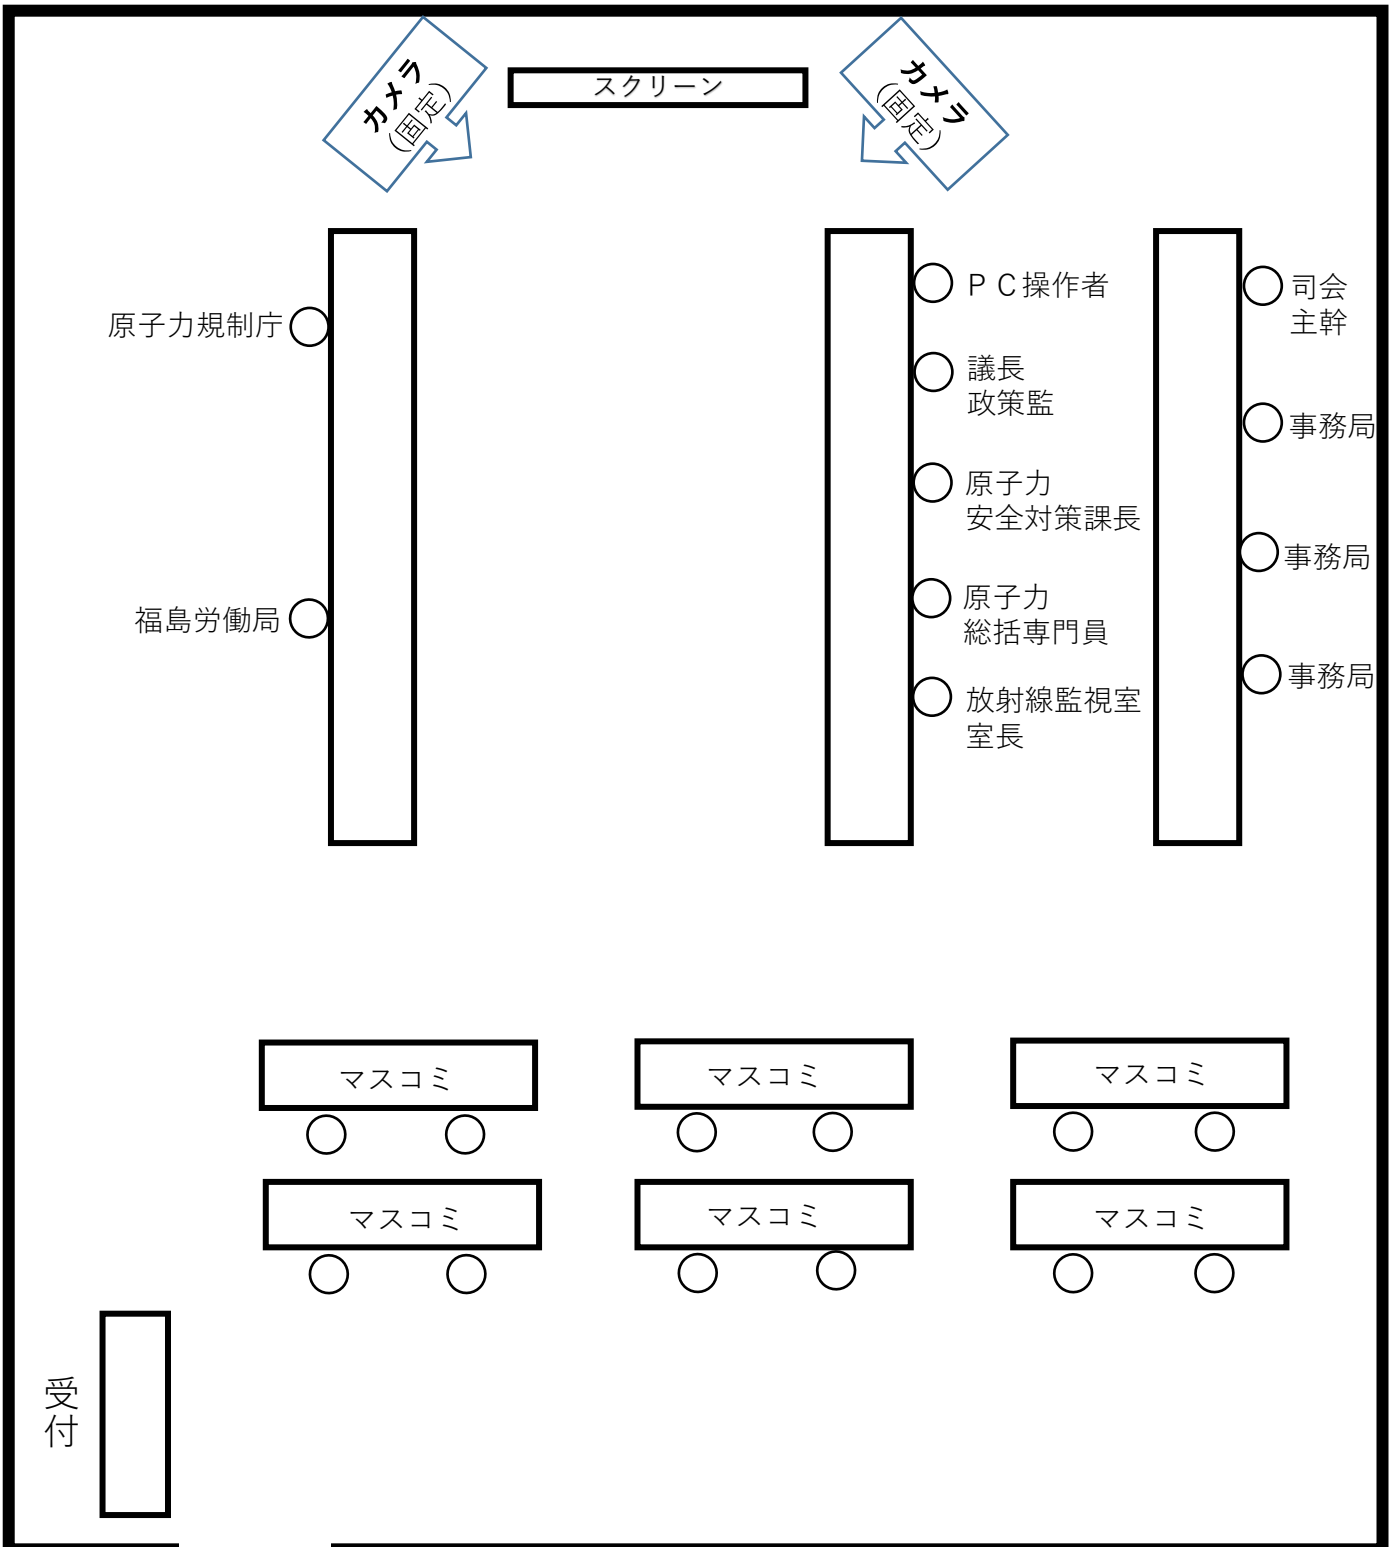 カメラ
(固定)
スクリーン
カメラ
(固定)
原子力規制庁
福島労働局
ＰＣ操作者
議長
政策監
原子力
安全対策課長
原子力
総括専門員
放射線監視室
室長
司会
主幹
事務局
事務局
事務局
マスコミ
マスコミ
マスコミ
マスコミ
マスコミ
マスコミ
受付